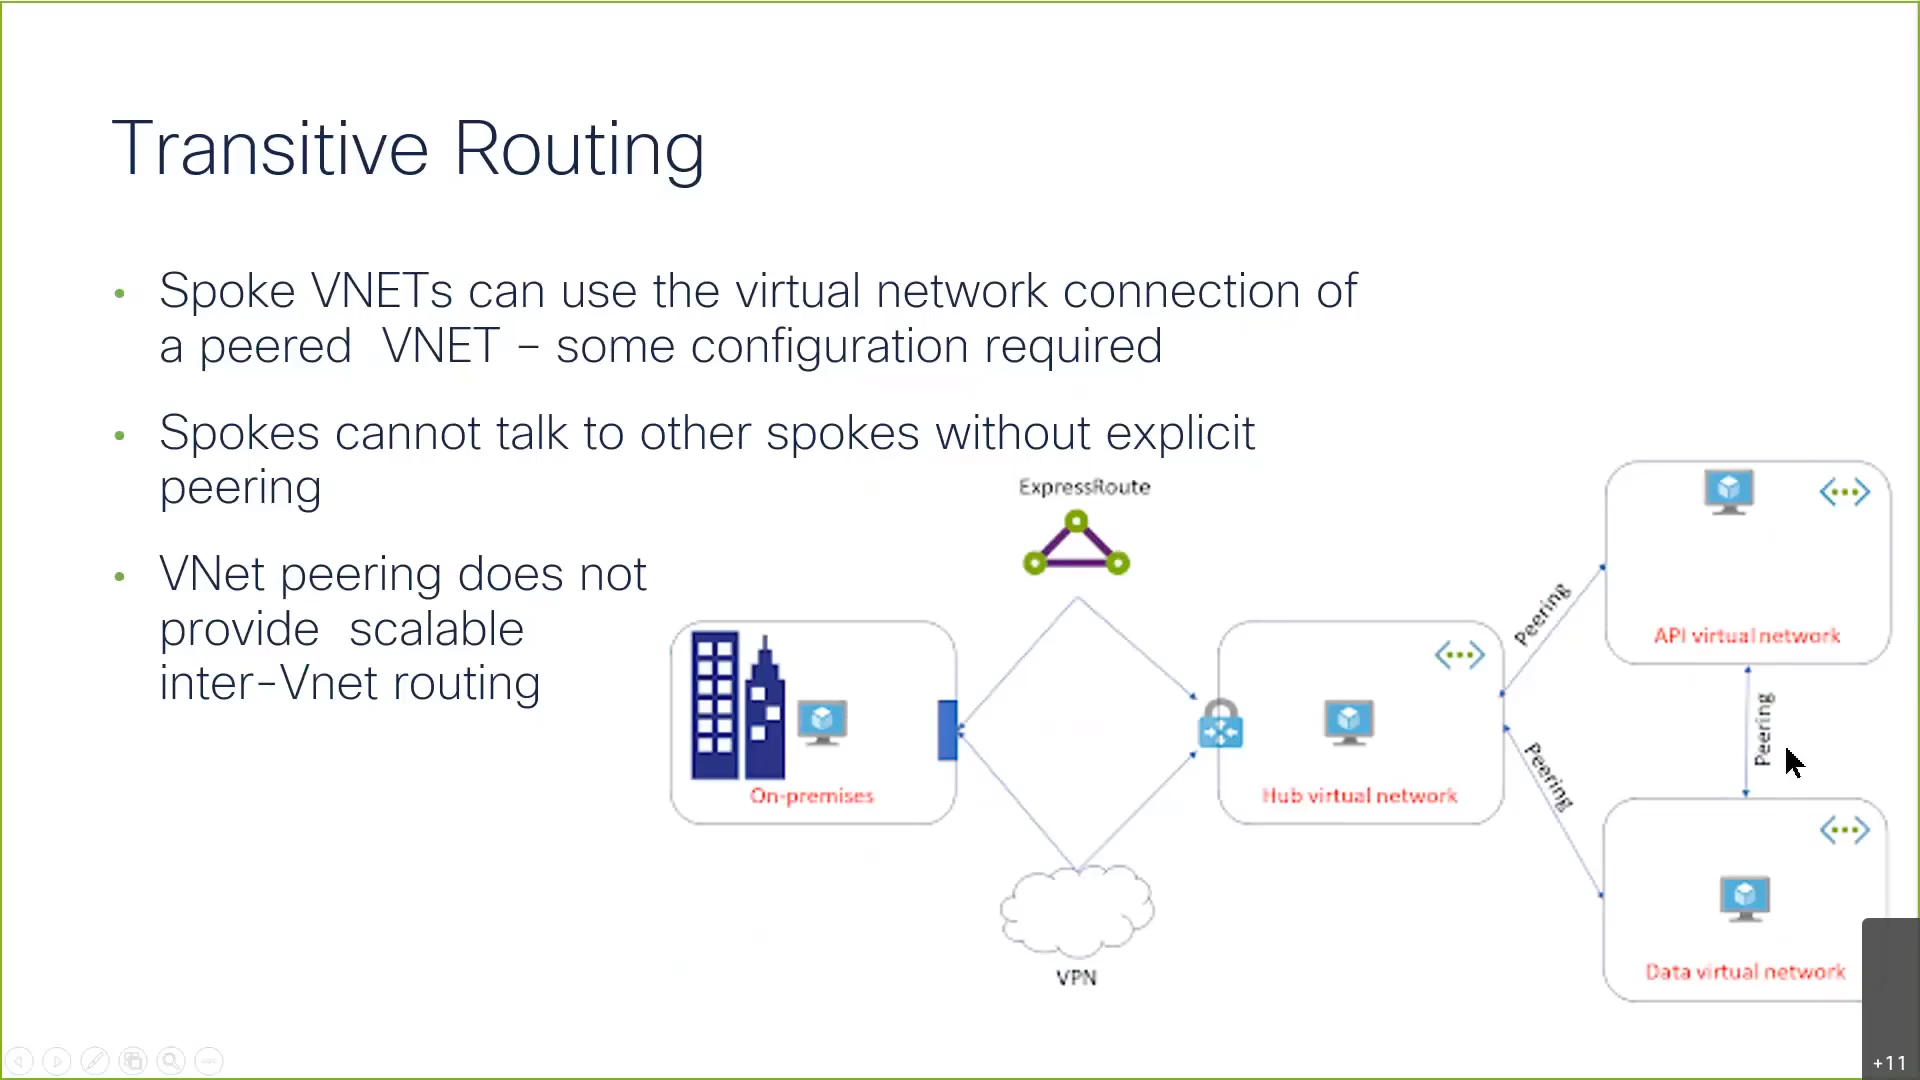 Transitive Routing
• Spoke VNETs can use the virtual network connection of
a peered VNET – some configuration required
• Spokes cannot talk to other spokes without explicit
peering
• VNet peering does not
provide scalable
inter-Vnet routing
ExpressRoute
On-premises
VPN
Hub virtual network
Peering
Peering
API virtual network
Peering
Data virtual network
+11